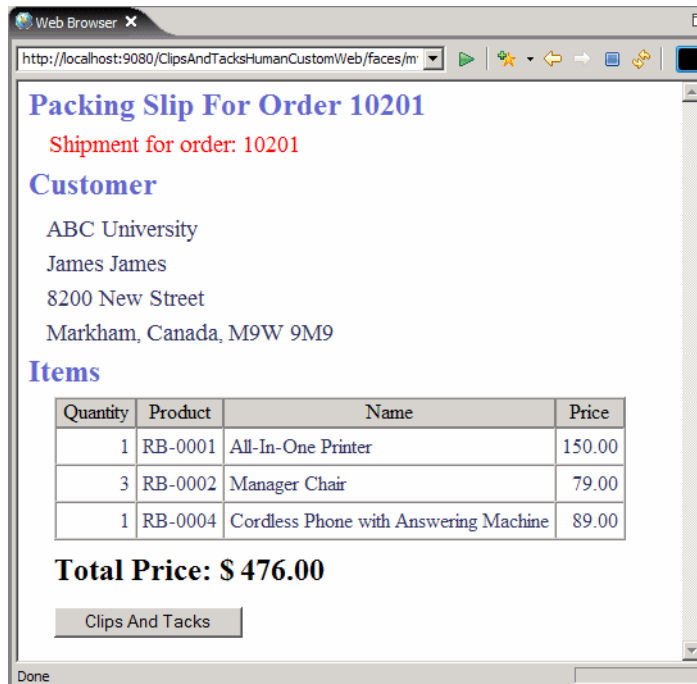 Web Browser
http://localhost:9080/ClipsAndTacksHumanCustomWeb/faces/m
Packing Slip For Order 10201
Shipment for order: 10201
Customer
ABC University
James James
8200 New Street
Markham, Canada, M9W 9M9
Items
Quantity Product Name Price
1 RB-0001 All-In-One Printer 150.00
3 RB-0002 Manager Chair 79.00
1 RB-0004 Cordless Phone with Answering Machine 89.00
Total Price: $ 476.00
Clips And Tacks
Done